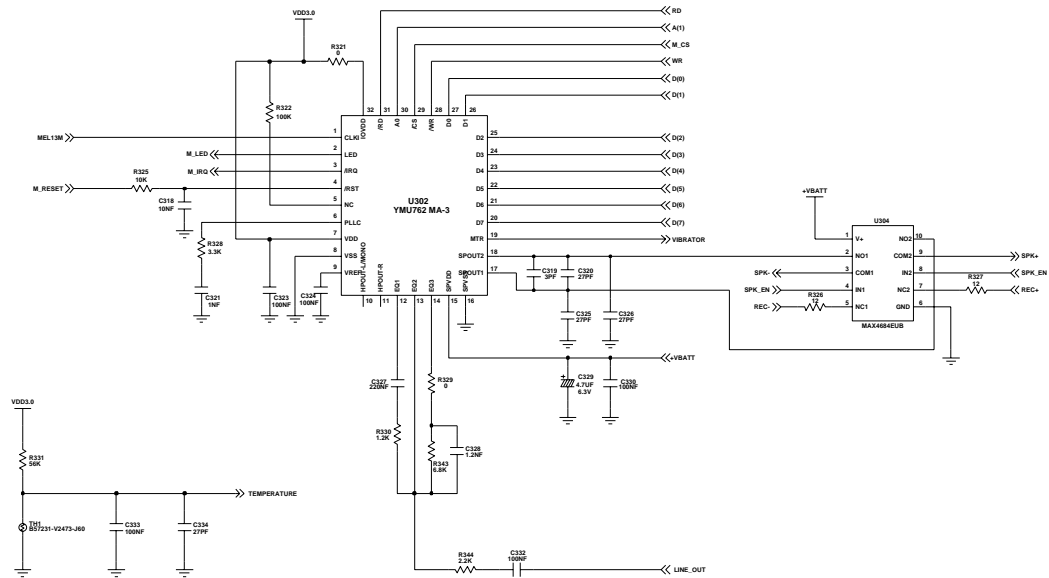 VDD3.0
R321
0
R322
100K
RD
A(1)
M_CS
WR
D(0)
D(1)
32
31
30
29
28
27
26
IOVDD
/RD
A0
/CS
/WR
D0
D1
MEL13M
1
CLKI
M_LED
2
LED
M_IRQ
3
/IRQ
M_RESET
R325
10K
4
/RST
C318
10NF
5
NC
6
PLLC
R328
3.3K
7
VDD
8
VSS
9
VREF
C321
1NF
C323
100NF
C324
100NF
U302
YMU762 MA-3
D2
25
D(2)
D3
24
D(3)
D4
23
D(4)
D5
22
D(5)
D6
21
D(6)
D7
20
D(7)
MTR
19
VIBRATOR
SPOUT2
18
SPOUT1
17
HPOUT-L/MONO
HPOUT-R
EQ1
EQ2
EQ3
SPVDD
SPVSS
10
11
12
13
14
15
16
C319
3PF
C320
27PF
C325
27PF
C326
27PF
+VBATT
C329
4.7UF
6.3V
+
C330
100NF
+VBATT
U304
1
V+
NO2
10
2
NO1
COM2
9
SPK+
SPK-
3
COM1
IN2
8
SPK_EN
SPK_EN
4
IN1
NC2
7
R327
12
REC+
REC-
R326
12
5
NC1
GND
6
MAX4684EUB
C327
220NF
R329
0
R330
1.2K
R343
6.8K
C328
1.2NF
VDD3.0
R331
56K
TEMPERATURE
TH1
B57231-V2473-J60
C333
100NF
C334
27PF
R344
2.2K
C332
100NF
LINE_OUT